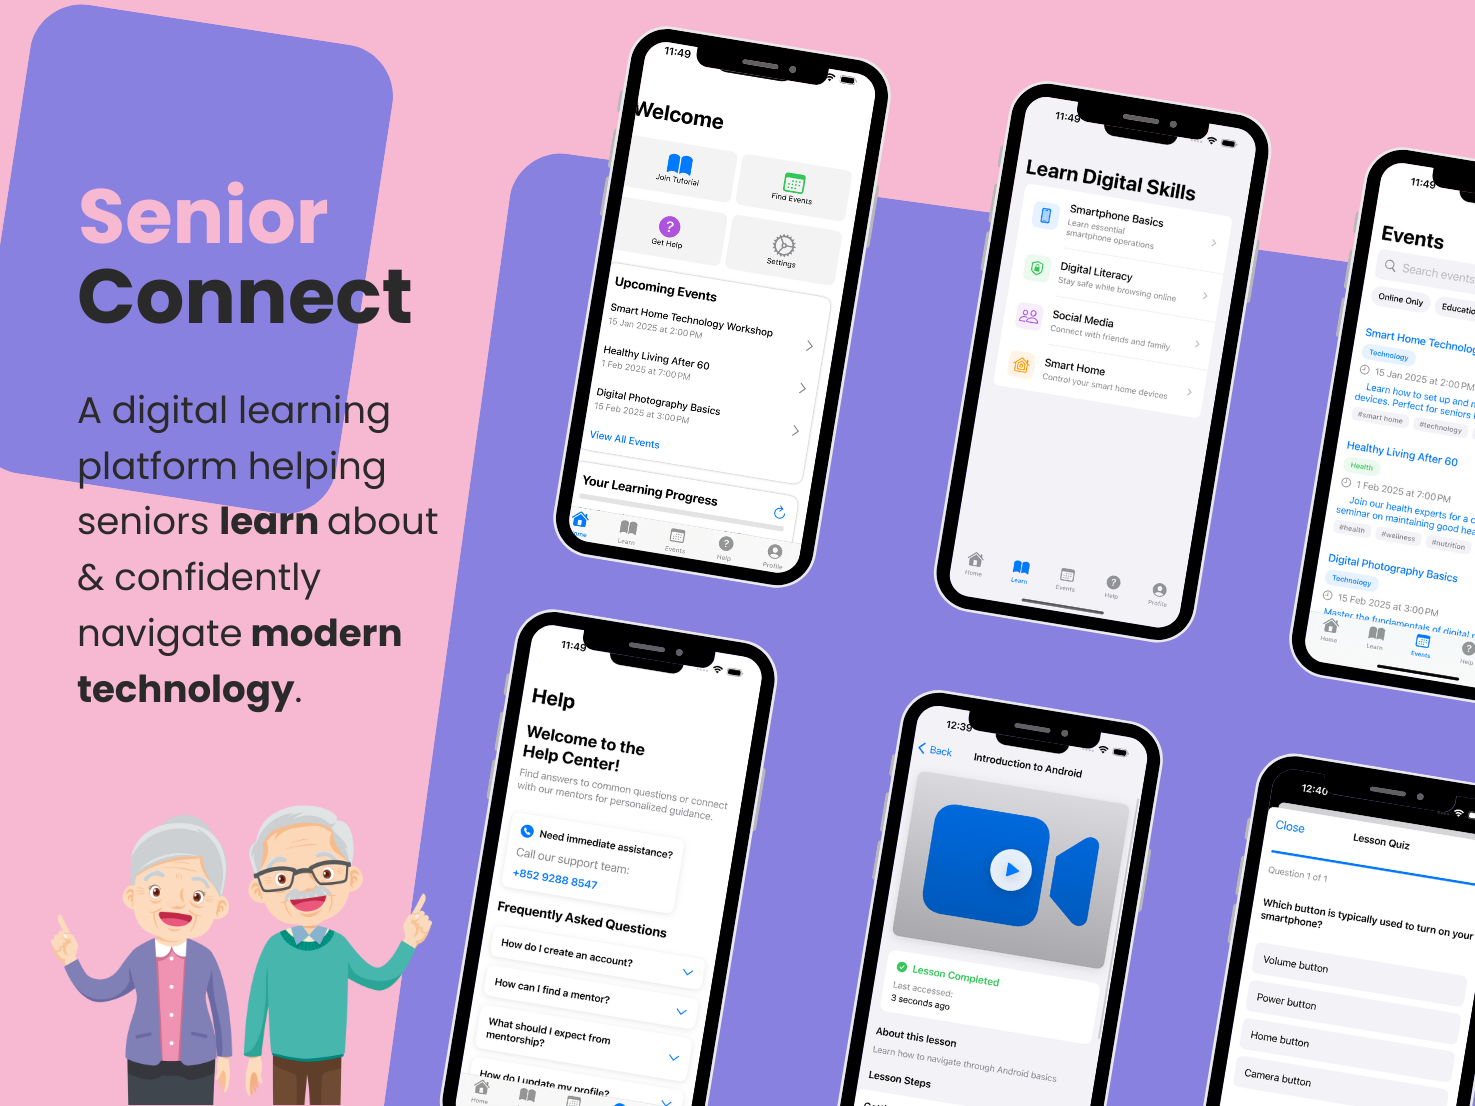 Senior
Connect
A digital learning
platform helping
seniors learn about
& confidently
navigate modern
technology.
11:49
Welcome
Join Tutorial
Find Events
Get Help
Settings
Upcoming Events
Smart Home Technology Workshop
15 Jan 2025 at 2:00 PM
Healthy Living After 60
1 Feb 2025 at 7:00 PM
Digital Photography Basics
15 Feb 2025 at 3:00 PM
View All Events
Your Learning Progress
ome
Learn
Events
Help
Profile
11:49
Learn Digital Skills
Smartphone Basics
Learn essential
smartphone operations
Digital Literacy
Stay safe while browsing online
Social Media
Connect with friends and family
Smart Home
Control your smart home devices
Home
Learn
Events
Help
Profile
11:49
Events
Search events
Online Only
Educatio
Smart Home Technolog
Technology
15 Jan 2025 at 2:00 PM
Learn how to set up and m
devices. Perfect for seniors
#smart home
#technology
Healthy Living After 60
Health
1 Feb 2025 at 7:00 PM
Join our health experts for a c
seminar on maintaining good hea
#health
#wellness
#nutrition
Digital Photography Basics
Technology
15 Feb 2025 at 3:00 PM
Master the fundamentals of digital
Home
Learn
Events
Help
11:49
Help
Welcome to the
Help Center!
Find answers to common questions or connect
with our mentors for personalized guidance.
Need immediate assistance?
Call our support team:
+852 9288 8547
Frequently Asked Questions
How do I create an account?
How can I find a mentor?
What should I expect from
mentorship?
How do I update my profile?
Home
12:39
Back
Introduction to Android
Lesson Completed
Last accessed:
3 seconds ago
About this lesson
Learn how to navigate through Android basics
Lesson Steps
12:40
Close
Lesson Quiz
Question 1 of 1
Which button is typically used to turn on your
smartphone?
Volume button
Power button
Home button
Camera button